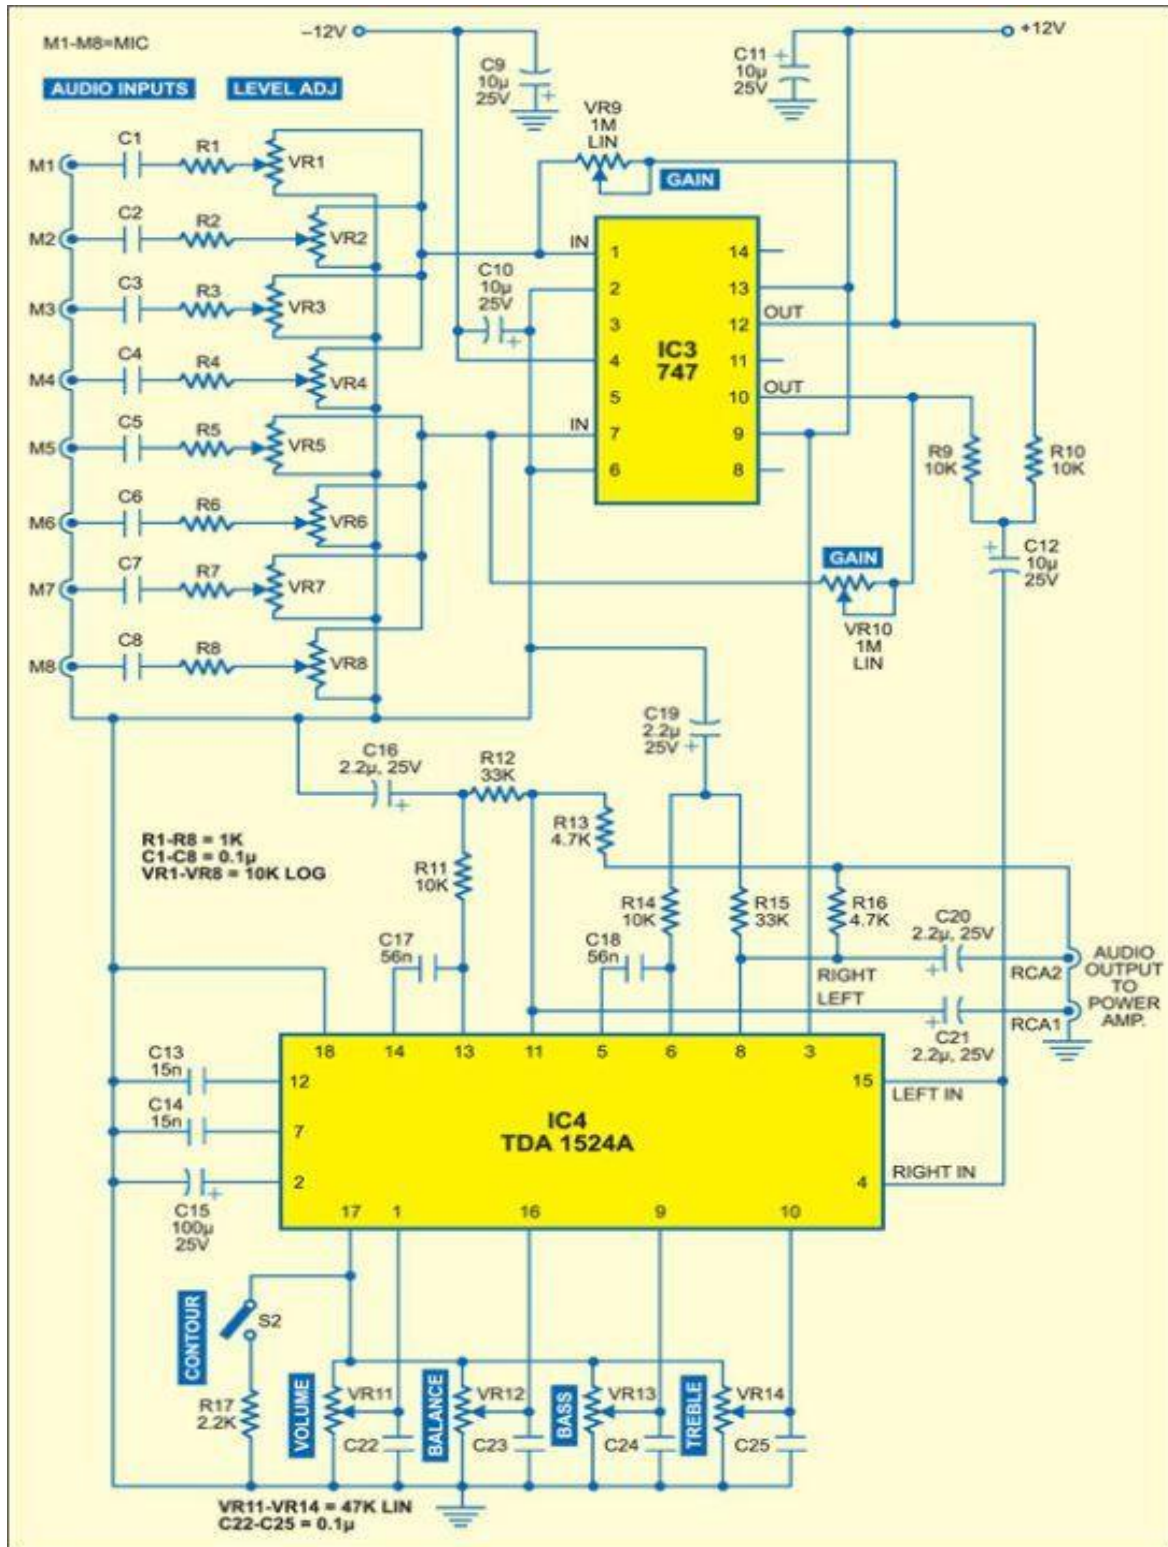 M1-M8=MIC
AUDIO INPUTS
LEVEL ADJ
–12V
+12V
C9
10µ
25V
C11
10µ
25V
VR9
1M
LIN
GAIN
M1
C1
R1
VR1
M2
C2
R2
VR2
M3
C3
R3
VR3
M4
C4
R4
VR4
M5
C5
R5
VR5
M6
C6
R6
VR6
M7
C7
R7
VR7
M8
C8
R8
VR8
C10
10µ
25V
IN
IN
1
2
3
4
5
7
6
IC3
747
14
13
12
11
10
9
8
OUT
OUT
R9
10K
R10
10K
C12
10µ
25V
GAIN
VR10
1M
LIN
C19
2.2µ
25V
C16
2.2µ, 25V
R12
33K
R13
4.7K
R1-R8 = 1K
C1-C8 = 0.1µ
VR1-VR8 = 10K LOG
R11
10K
R14
10K
R15
33K
R16
4.7K
C17
56n
C18
56n
C20
2.2µ, 25V
RIGHT
LEFT
RCA2
RCA1
AUDIO
OUTPUT
TO
POWER
AMP.
C21
2.2µ, 25V
18
14
13
11
5
6
8
3
C13
15n
12
C14
15n
7
C15
100µ
25V
2
IC4
TDA 1524A
15
LEFT IN
4
RIGHT IN
17
1
16
9
10
CONTOUR
S2
R17
2.2K
VOLUME
VR11
C22
BALANCE
VR12
C23
BASS
VR13
C24
TREBLE
VR14
C25
VR11-VR14 = 47K LIN
C22-C25 = 0.1µ